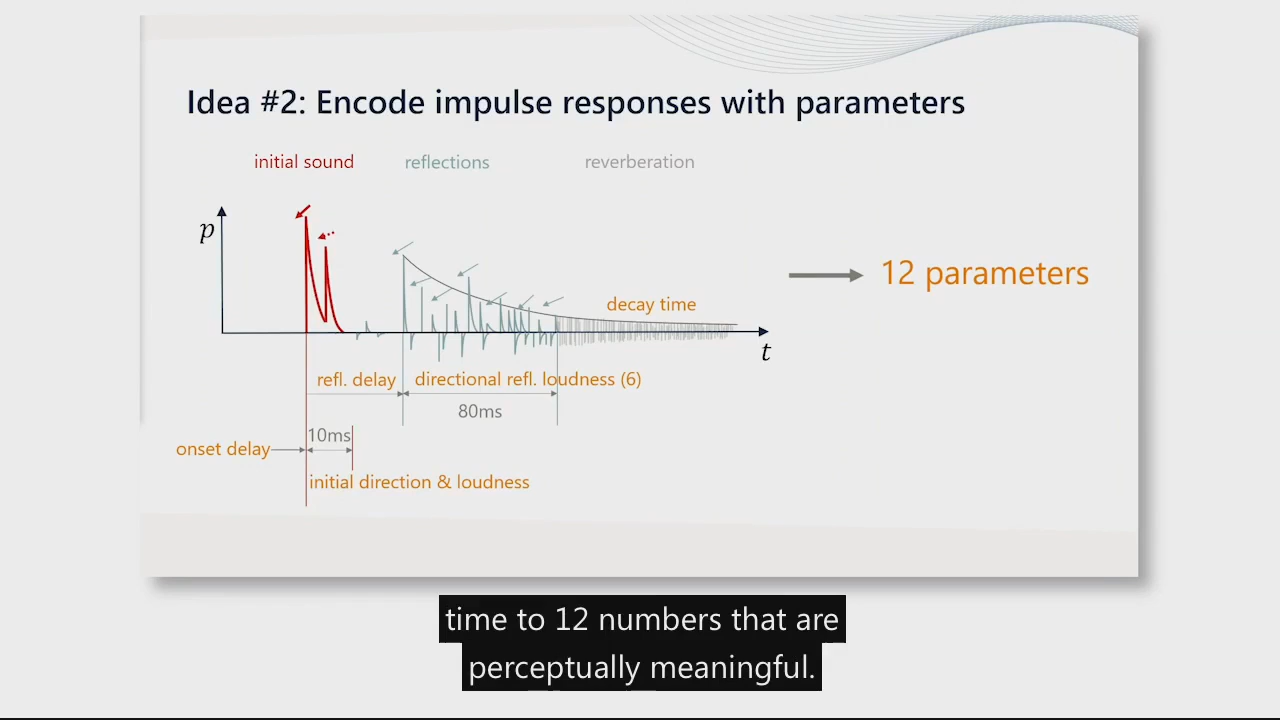 Idea #2: Encode impulse responses with parameters
initial sound
reflections
reverberation
p
12 parameters
decay time
t
refl. delay
directional refl. loudness (6)
80ms
10ms
onset delay
initial direction & loudness
time to 12 numbers that are
perceptually meaningful.